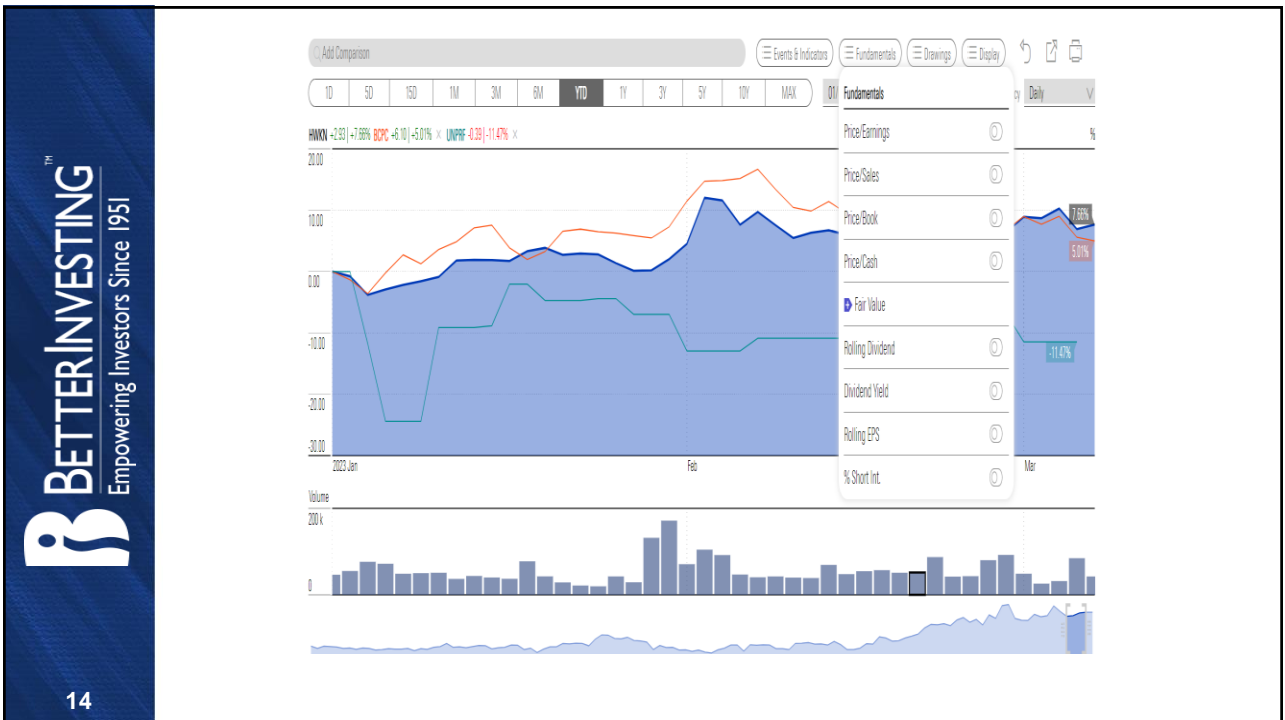 BETTERINVESTING™
Empowering Investors Since 1951
14
Add Comparison
Events & Indicators
Fundamentals
Drawings
Display
1D 5D 15D 1M 3M 6M YTD 1Y 3Y 5Y 10Y MAX 01/
Daily
HWKN +2.93 | +7.66% BCPC +6.10 | +5.01% × UNPRF -0.39 | -11.47% ×
%
Fundamentals
Price/Earnings
Price/Sales
Price/Book
Price/Cash
Fair Value
Rolling Dividend
Dividend Yield
Rolling EPS
% Short Int.
20.00
10.00
0.00
-10.00
-20.00
-30.00
7.66%
5.01%
-11.47%
2023 Jan Feb Mar
Volume
200 k
0